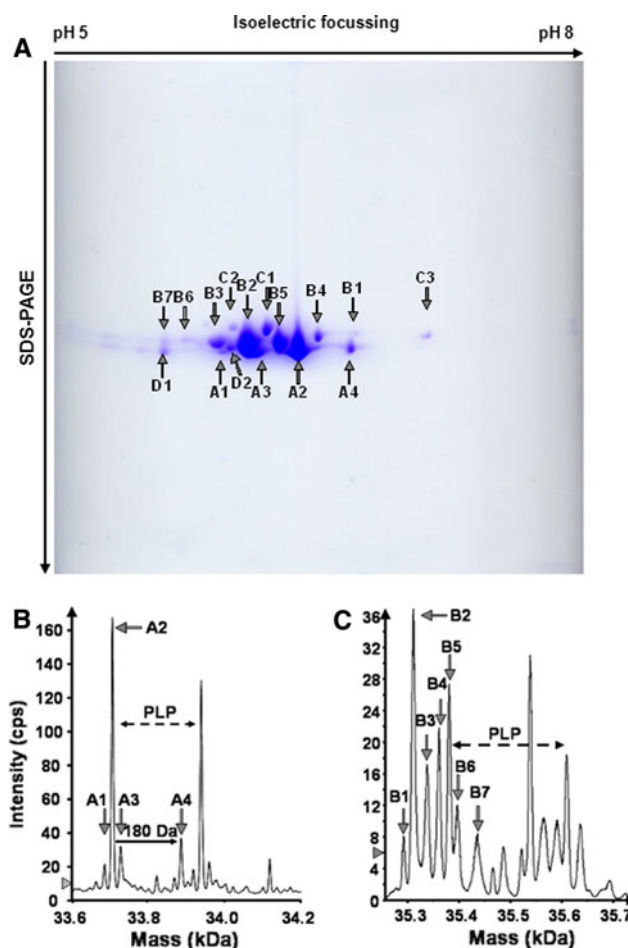 Isoelectric focussing
pH 5 pH 8
A
SDS-PAGE
C2 C1
B7 B6 B3 B2 B5 B4 B1 C3
D1 A1 D2 A3 A2 A4
B
Intensity (cps)
160
140
120
100
80
60
40
20
0
A2
PLP
A1 A3 A4
180 Da
33.6 33.8 34.0 34.2
Mass (kDa)
C
36
32
28
24
20
16
12
8
4
0
B2
B5
B4
B3
PLP
B6
B1 B7
35.3 35.4 35.5 35.6 35.7
Mass (kDa)